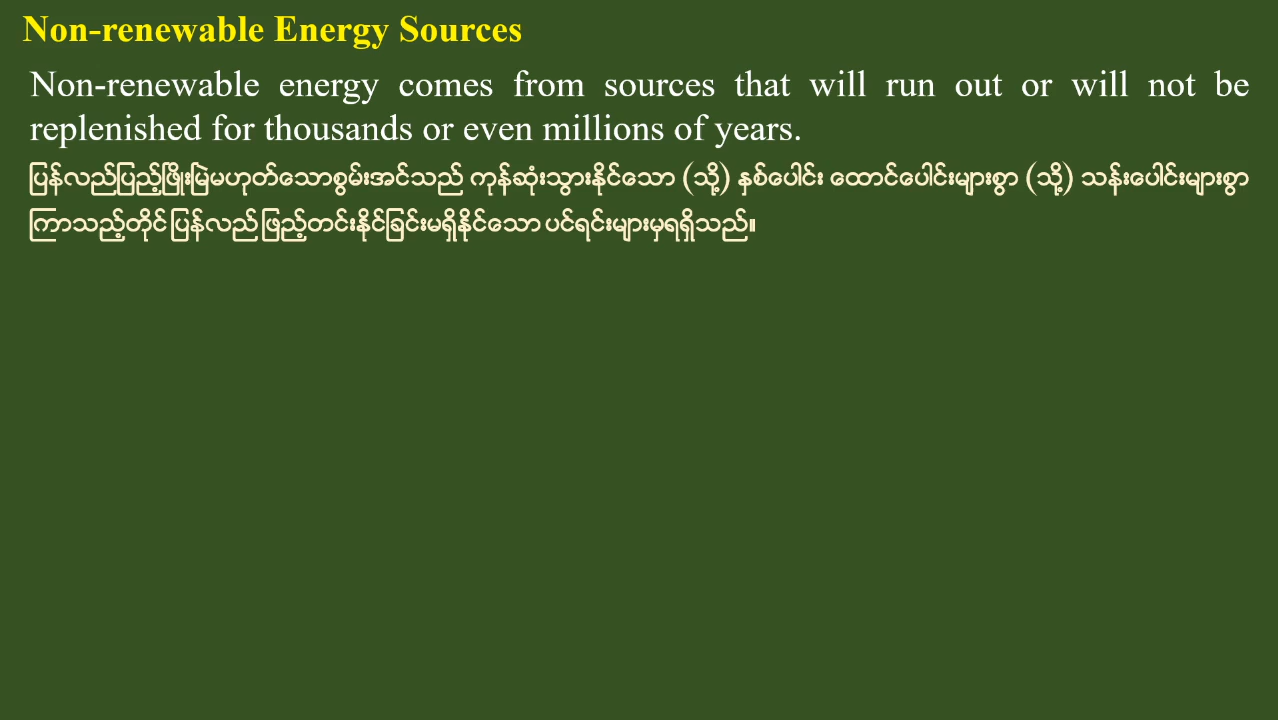 Non-renewable Energy Sources
Non-renewable energy comes from sources that will run out or will not be
replenished for thousands or even millions of years.
ပြန်လည်ပြည့်ဖြိုးမြဲမဟုတ်သောစွမ်းအင်သည် ကုန်ဆုံးသွားနိုင်သော (သို့) နှစ်ပေါင်း ထောင်ပေါင်းများစွာ (သို့) သန်းပေါင်းများစွာ
ကြာသည့်တိုင် ပြန်လည် ဖြည့်တင်းနိုင်ခြင်းမရှိနိုင်သော ပင်ရင်းများမှရရှိသည်။